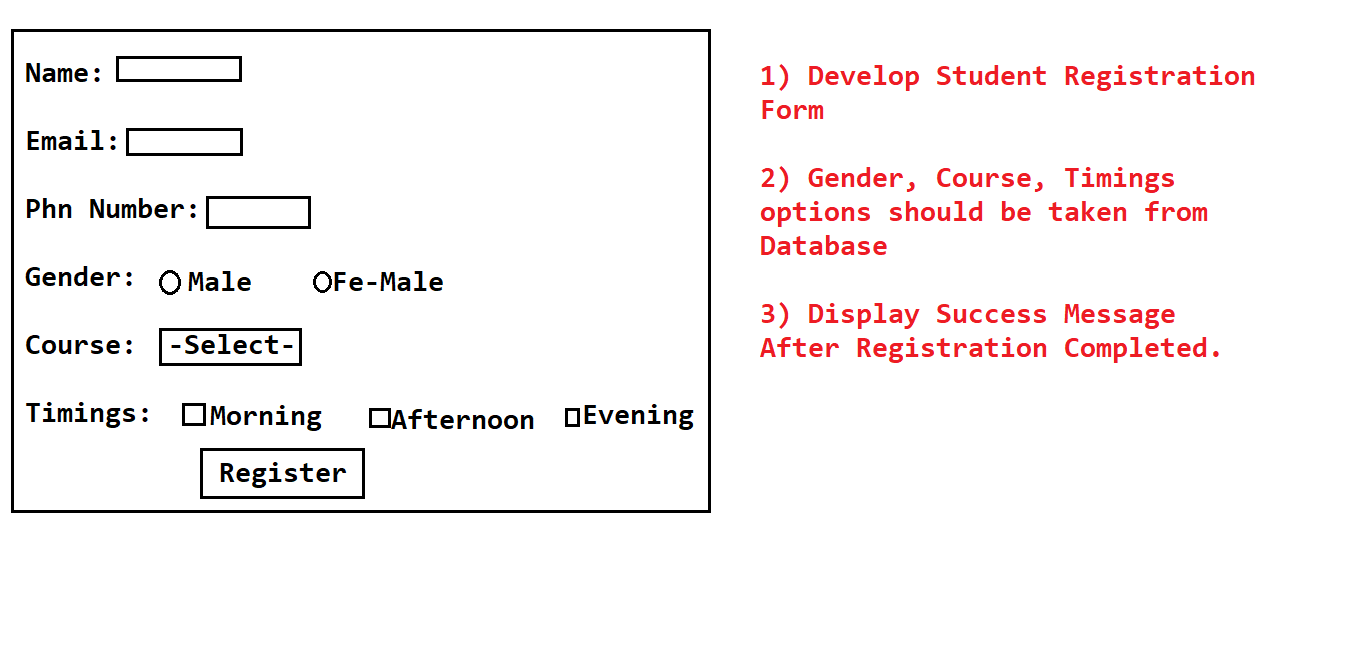 Name:
Email:
Phn Number:
Gender: Male Fe-Male
Course: -Select-
Timings: Morning Afternoon Evening
Register
1) Develop Student Registration
Form
2) Gender, Course, Timings
options should be taken from
Database
3) Display Success Message
After Registration Completed.